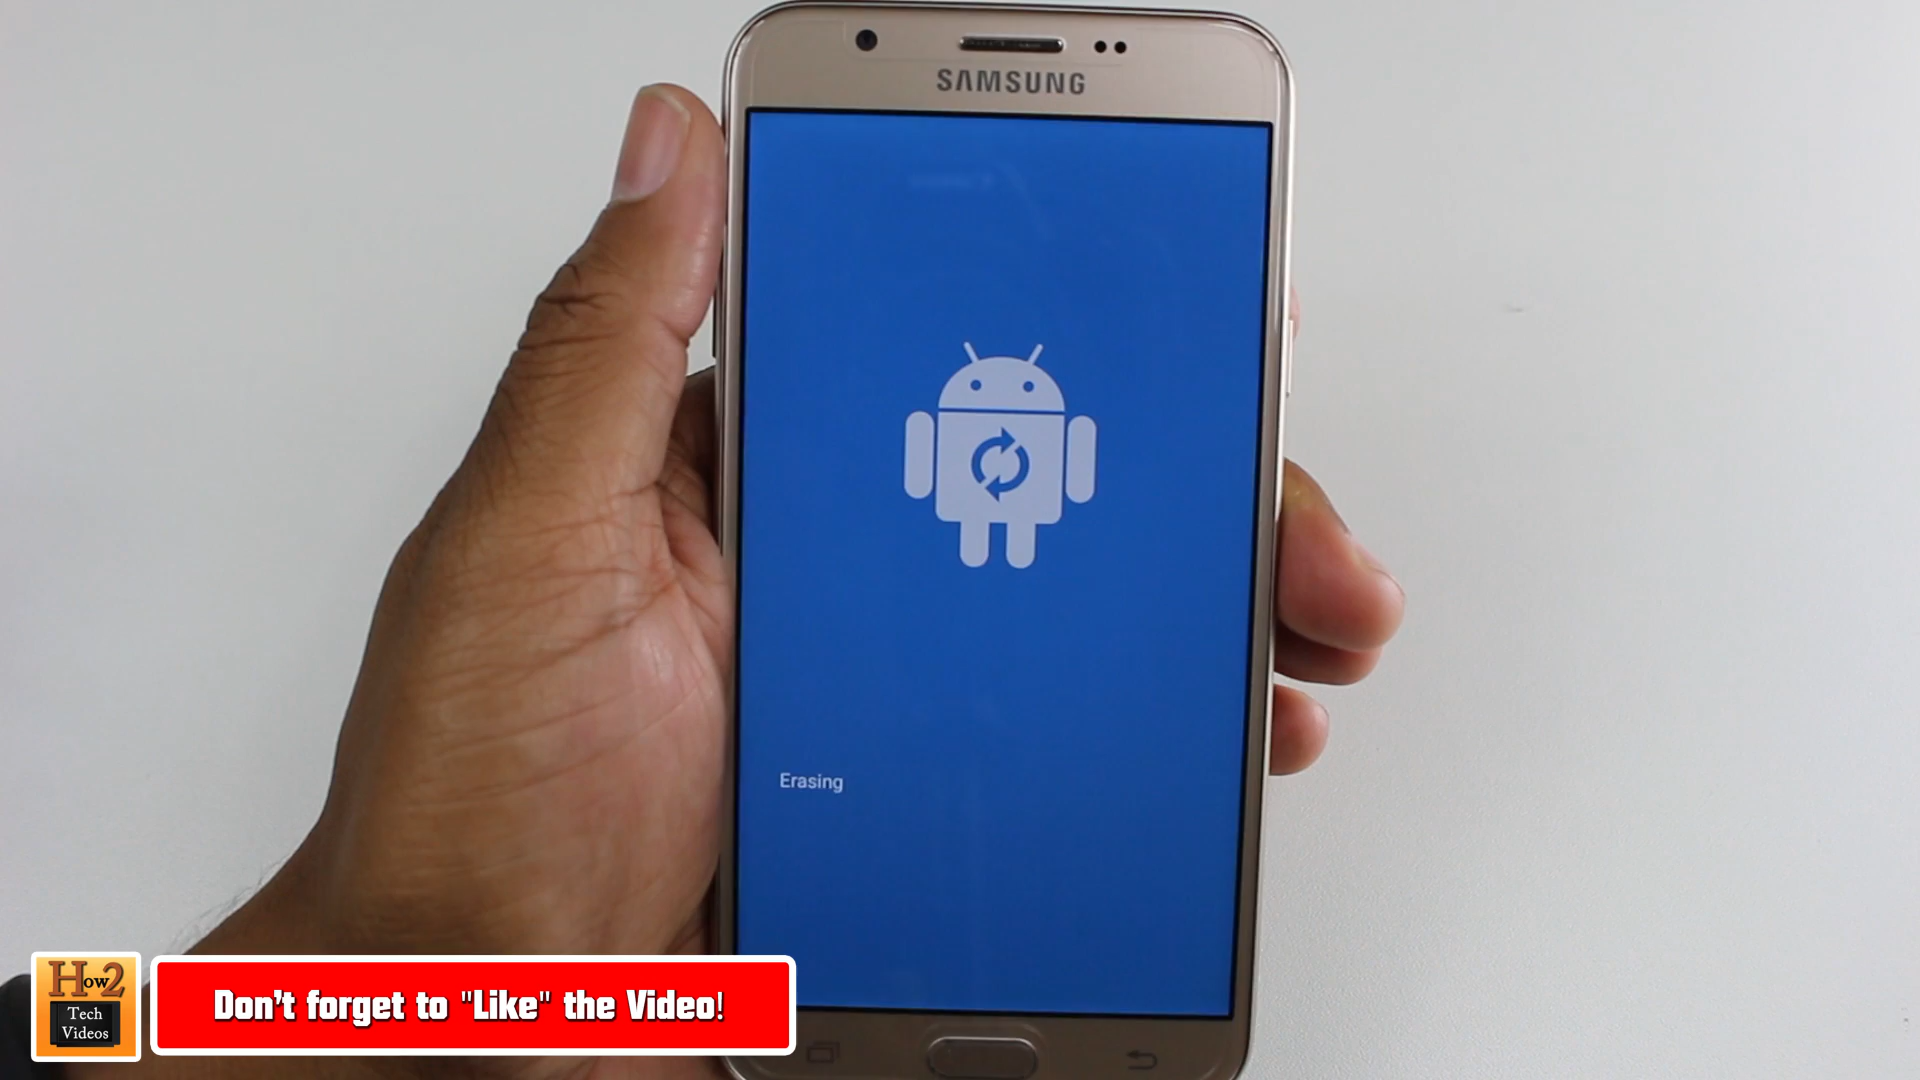 SAMSUNG
Erasing
How2
Tech
Videos
Don't forget to "Like" the Video!